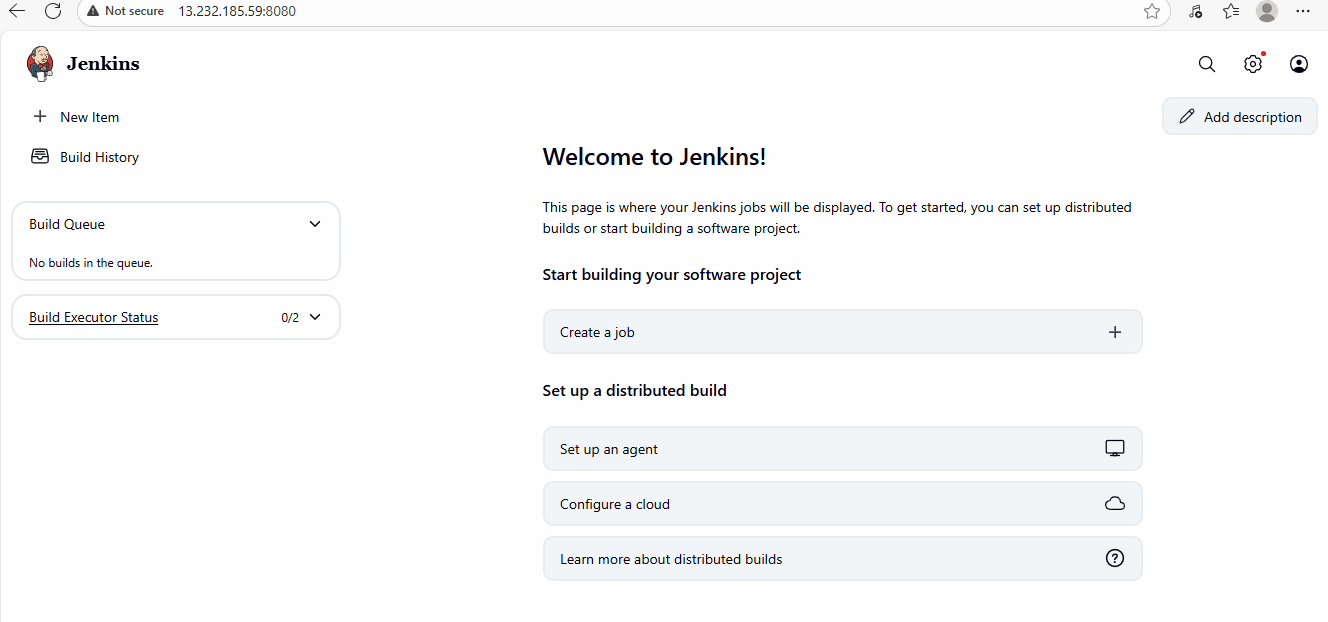 Not secure 13.232.185.59:8080
Jenkins
New Item
Add description
Build History
Build Queue
No builds in the queue.
Build Executor Status 0/2
Welcome to Jenkins!
This page is where your Jenkins jobs will be displayed. To get started, you can set up distributed
builds or start building a software project.
Start building your software project
Create a job
Set up a distributed build
Set up an agent
Configure a cloud
Learn more about distributed builds